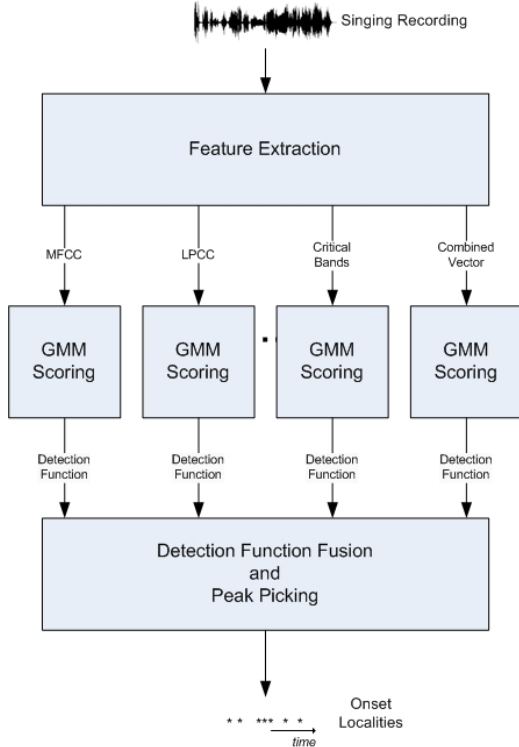 Singing Recording
Feature Extraction
MFCC
LPCC
Critical
Bands
Combined
Vector
GMM
Scoring
GMM
Scoring
GMM
Scoring
GMM
Scoring
Detection
Function
Detection
Function
Detection
Function
Detection
Function
Detection Function Fusion
and
Peak Picking
* * *** * *
time
Onset
Localities